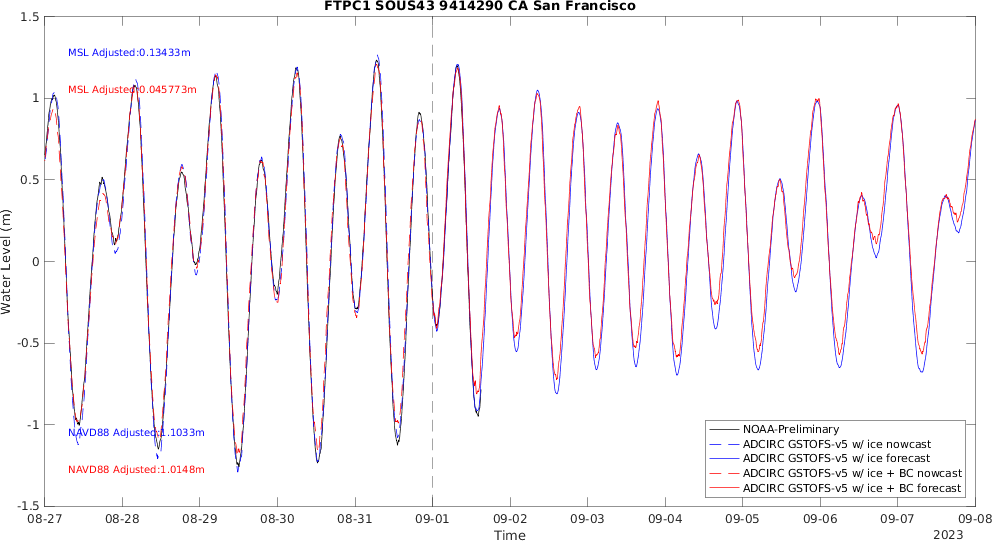 FTPC1 SOUS43 9414290 CA San Francisco
1.5
1
0.5
0
-0.5
-1
-1.5
Water Level (m)
MSL Adjusted:0.13433m
MSL Adjusted:0.045773m
NAVD88 Adjusted:1.1033m
NAVD88 Adjusted:1.0148m
NOAA-Preliminary
ADCIRC GSTOFS-v5 w/ ice nowcast
ADCIRC GSTOFS-v5 w/ ice forecast
ADCIRC GSTOFS-v5 w/ ice + BC nowcast
ADCIRC GSTOFS-v5 w/ ice + BC forecast
08-27 08-28 08-29 08-30 08-31 09-01 09-02 09-03 09-04 09-05 09-06 09-07 09-08
Time
2023